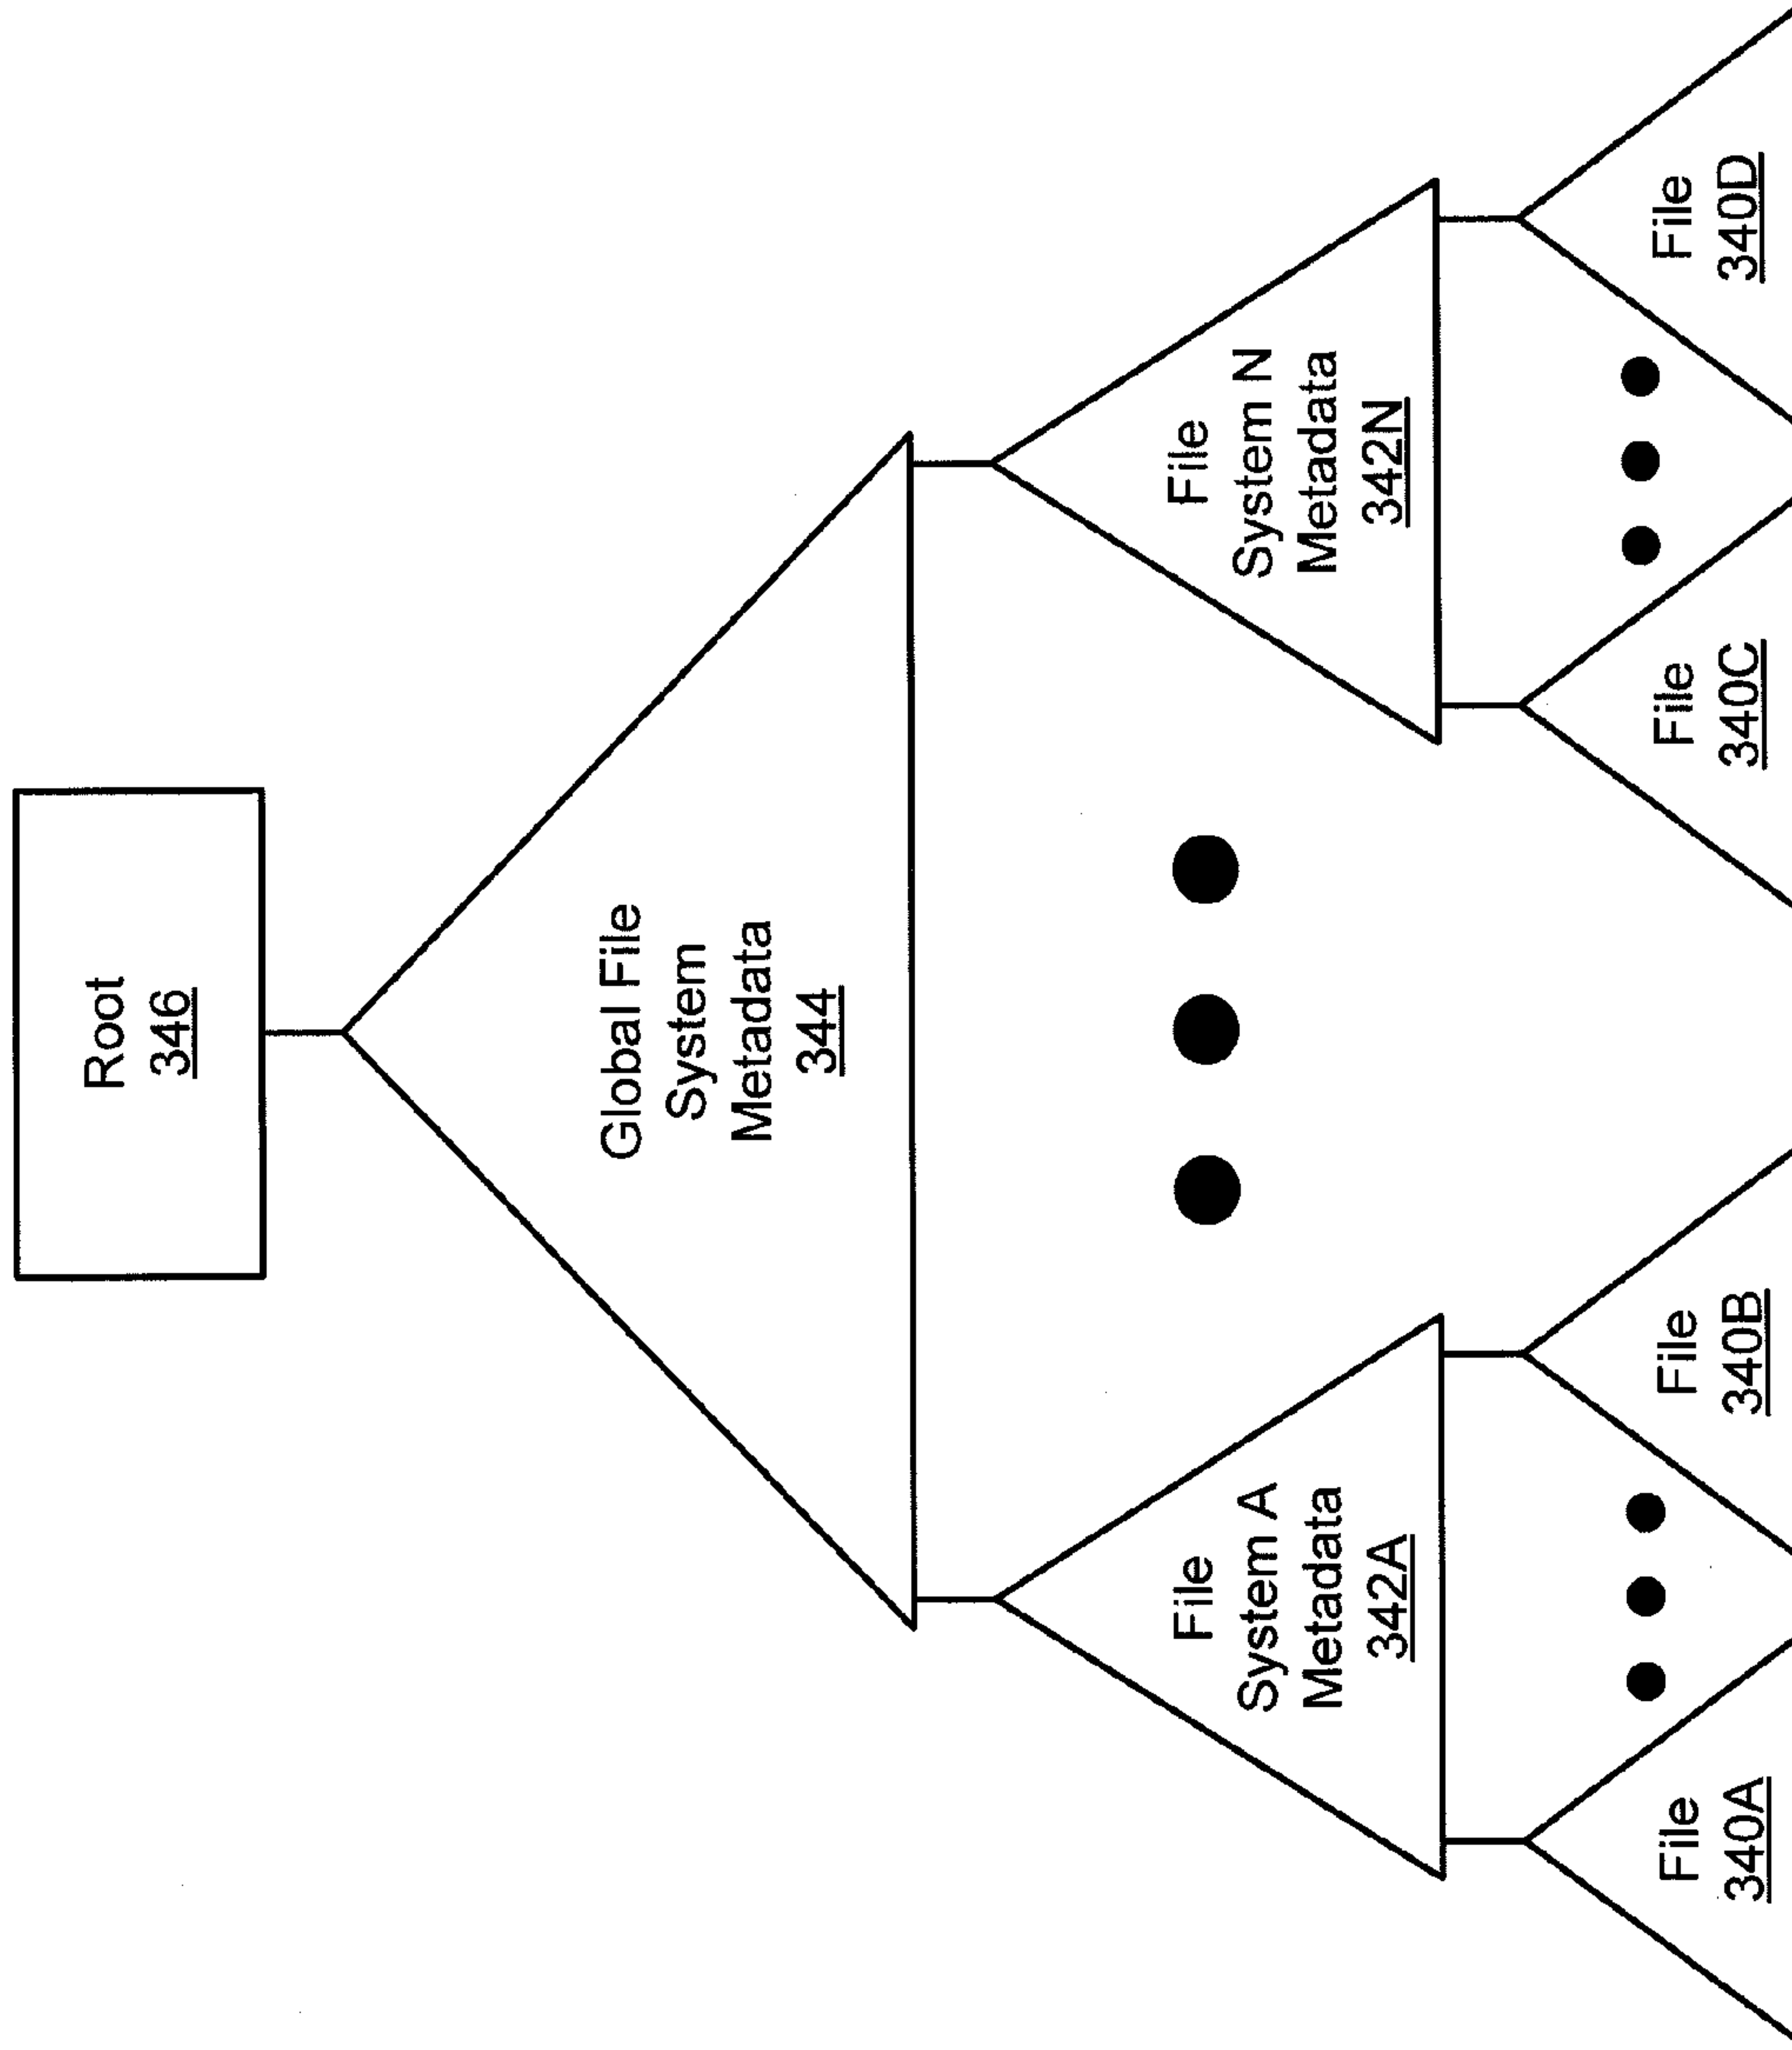 Root
346
Global File
System
Metadata
344
File
System A
Metadata
342A
File
System N
Metadata
342N
File
340A
File
340B
File
340C
File
340D